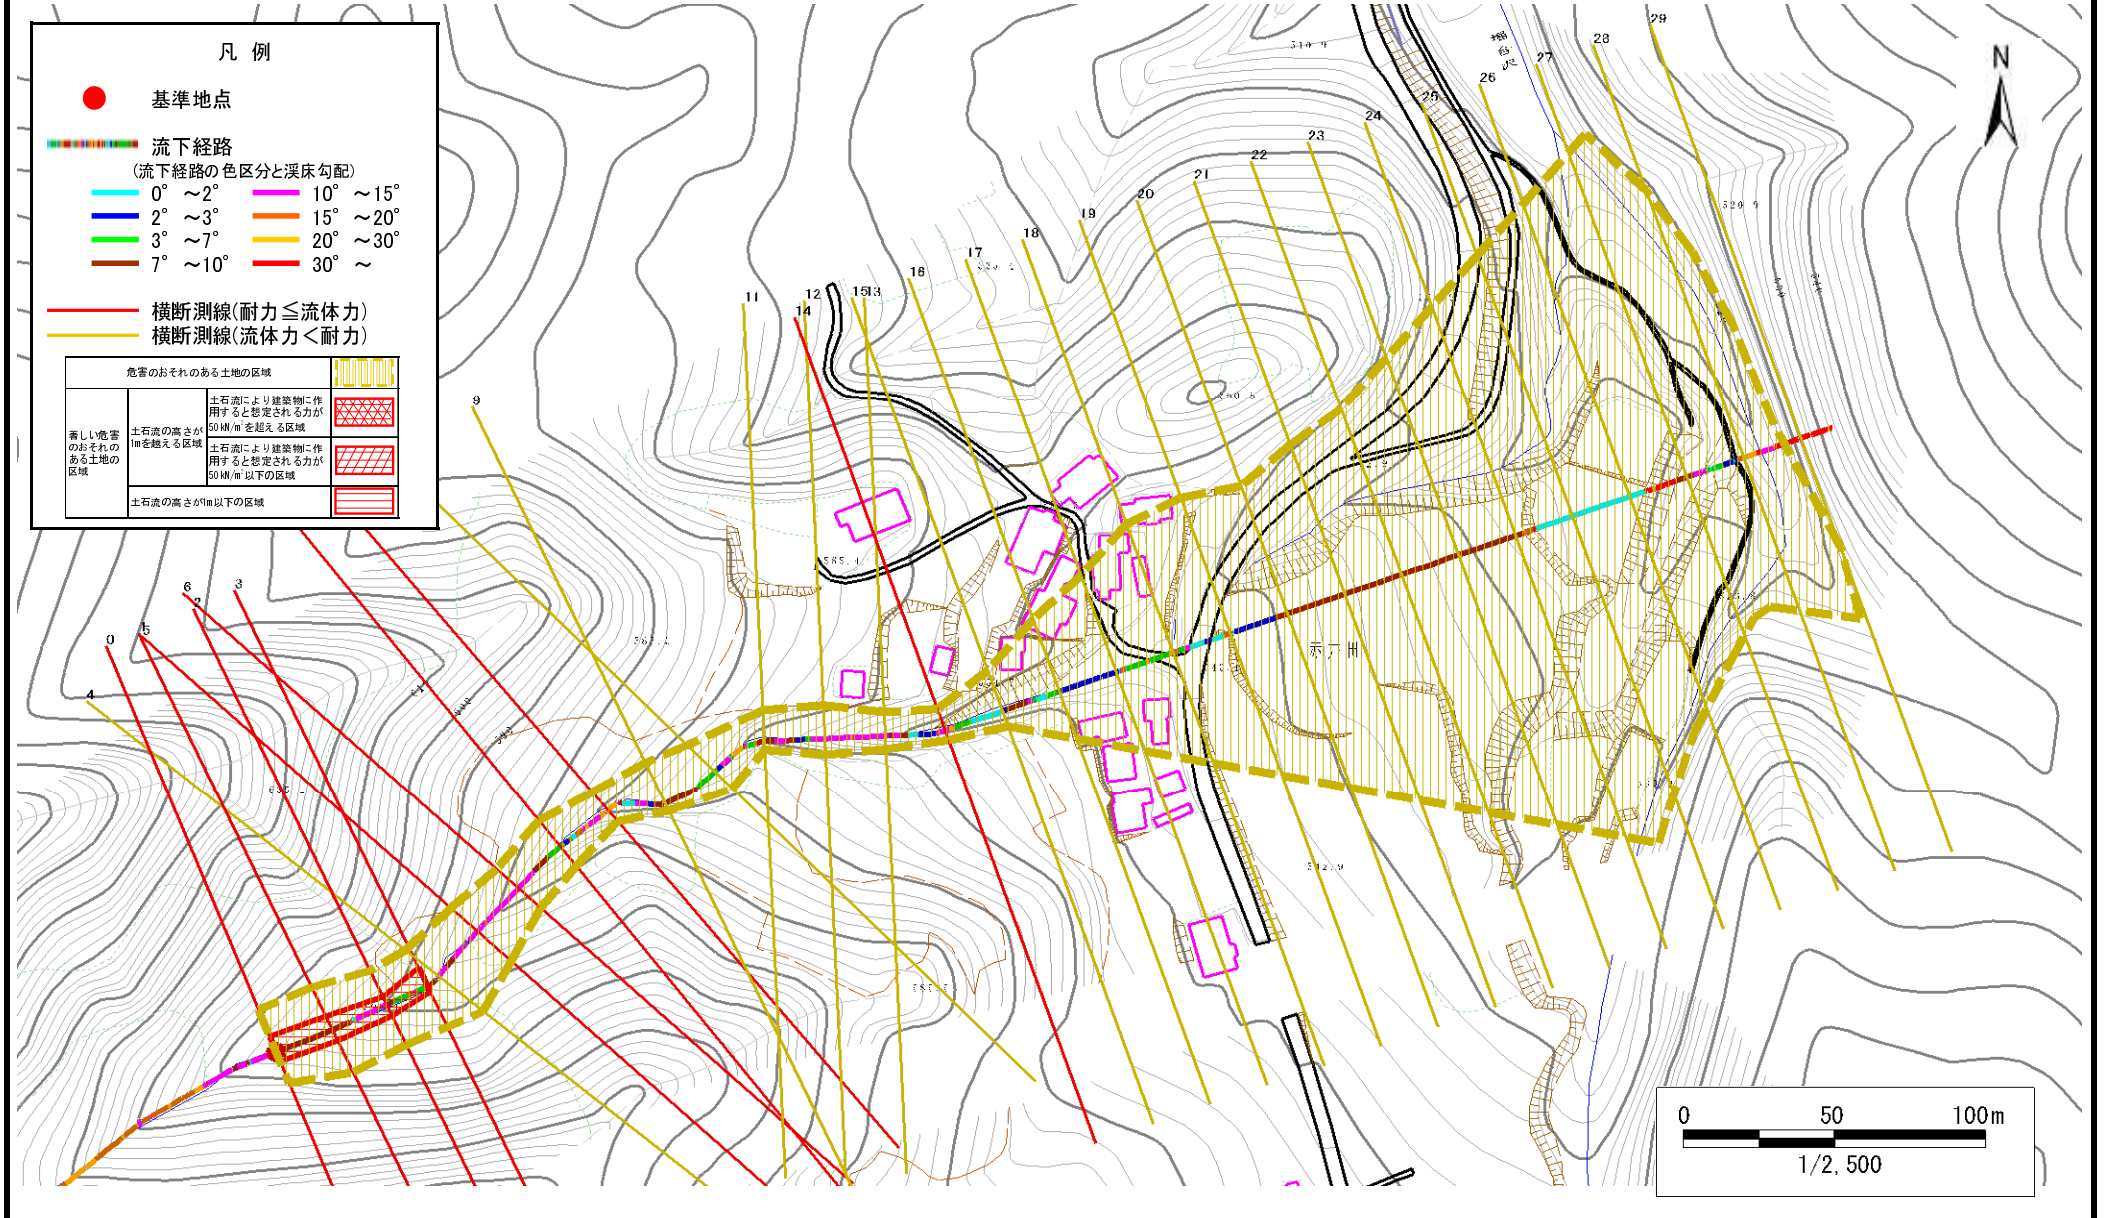 凡 例
基準地点
流下経路
(流下経路の色区分と渓床勾配)
0° ～2°
10° ～15°
2° ～3°
15° ～20°
3° ～7°
20° ～30°
7° ～10°
30° ～
横断測線(耐力≦流体力)
横断測線(流体力＜耐力)
危害のおそれのある土地の区域
著しい危害
のおそれの
ある土地の
区域
土石流の高さが
1mを越える区域
土石流により建築物に作
用すると想定される力が
50kN/㎡を超える区域
土石流により建築物に作
用すると想定される力が
50kN/㎡以下の区域
土石流の高さが1m以下の区域
N
29
28
27
26
25
24
23
22
21
20
19
18
17
16
15
13
12
11
14
9
6
3
2
5
0
4
0
50
100m
1/2,500